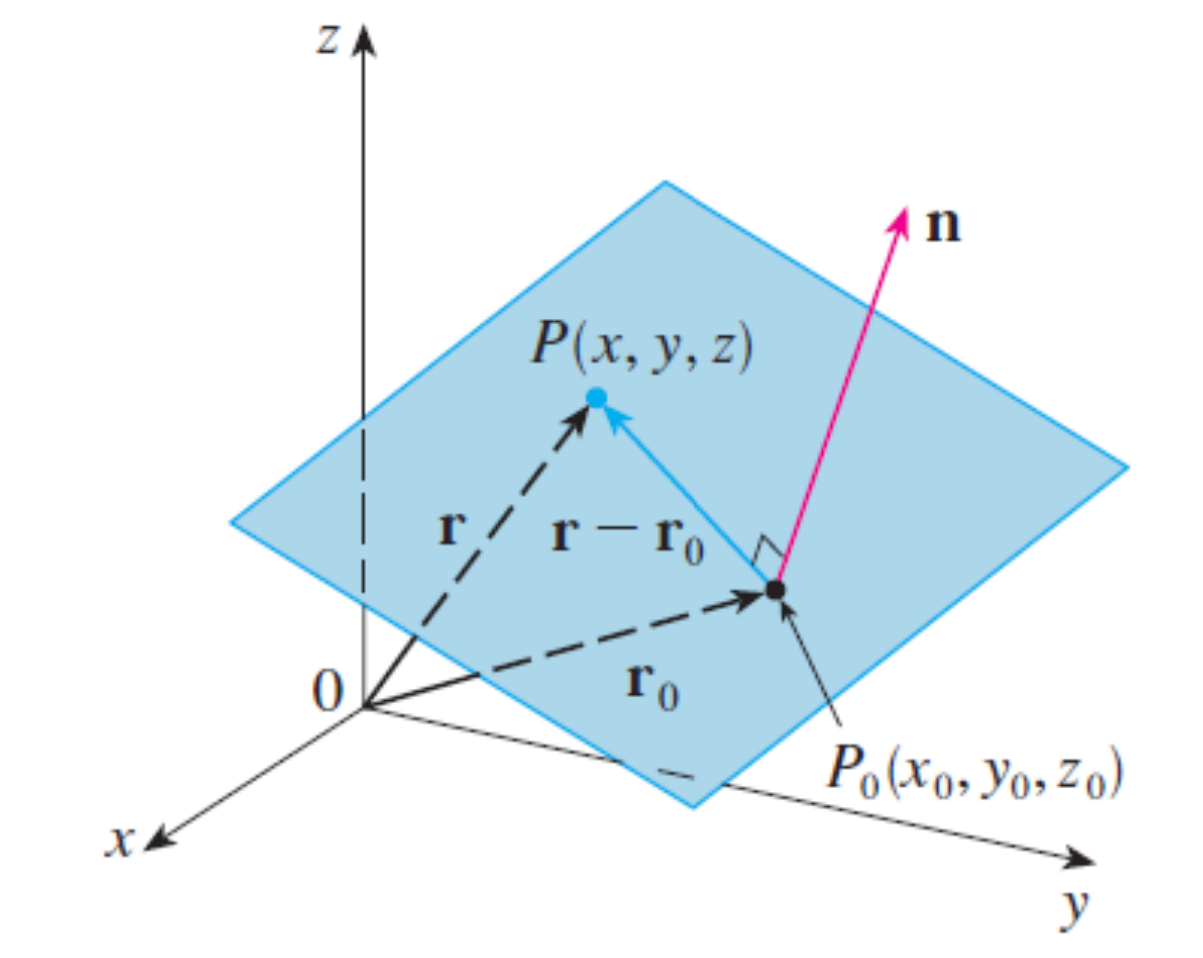 z
n
P(x, y, z)
r
r − r₀
0
r₀
P₀(x₀, y₀, z₀)
x
y